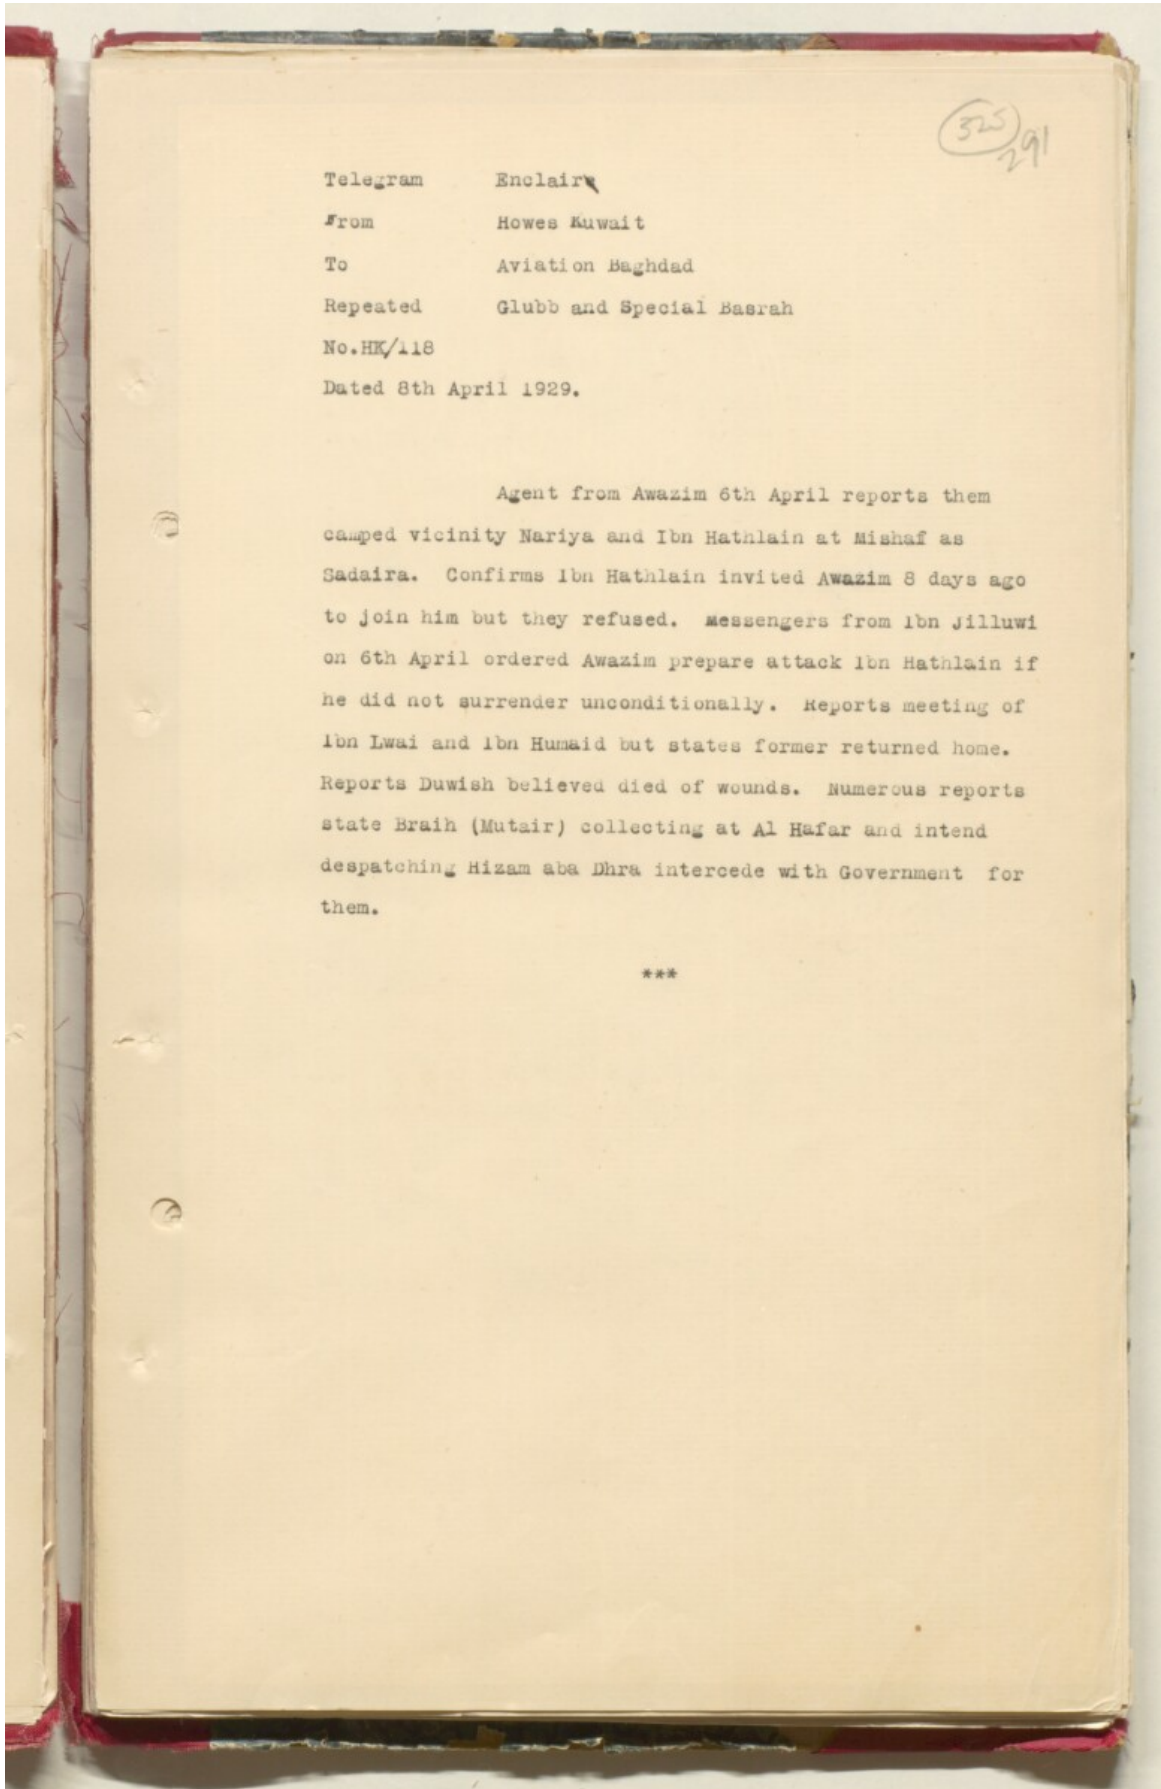 325
291
Telegram Enclair
From Howes Kuwait
To Aviation Baghdad
Repeated Glubb and Special Basrah
No.HK/118
Dated 8th April 1929.
Agent from Awazim 6th April reports them
camped vicinity Nariya and Ibn Hathlain at Mishaf as
Sadaira. Confirms Ibn Hathlain invited Awazim 8 days ago
to join him but they refused. Messengers from Ibn Jilluwi
on 6th April ordered Awazim prepare attack Ibn Hathlain if
he did not surrender unconditionally. Reports meeting of
Ibn Lwai and Ibn Humaid but states former returned home.
Reports Duwish believed died of wounds. Numerous reports
state Braih (Mutair) collecting at Al Hafar and intend
despatching Hizam aba Dhra intercede with Government for
them.
***